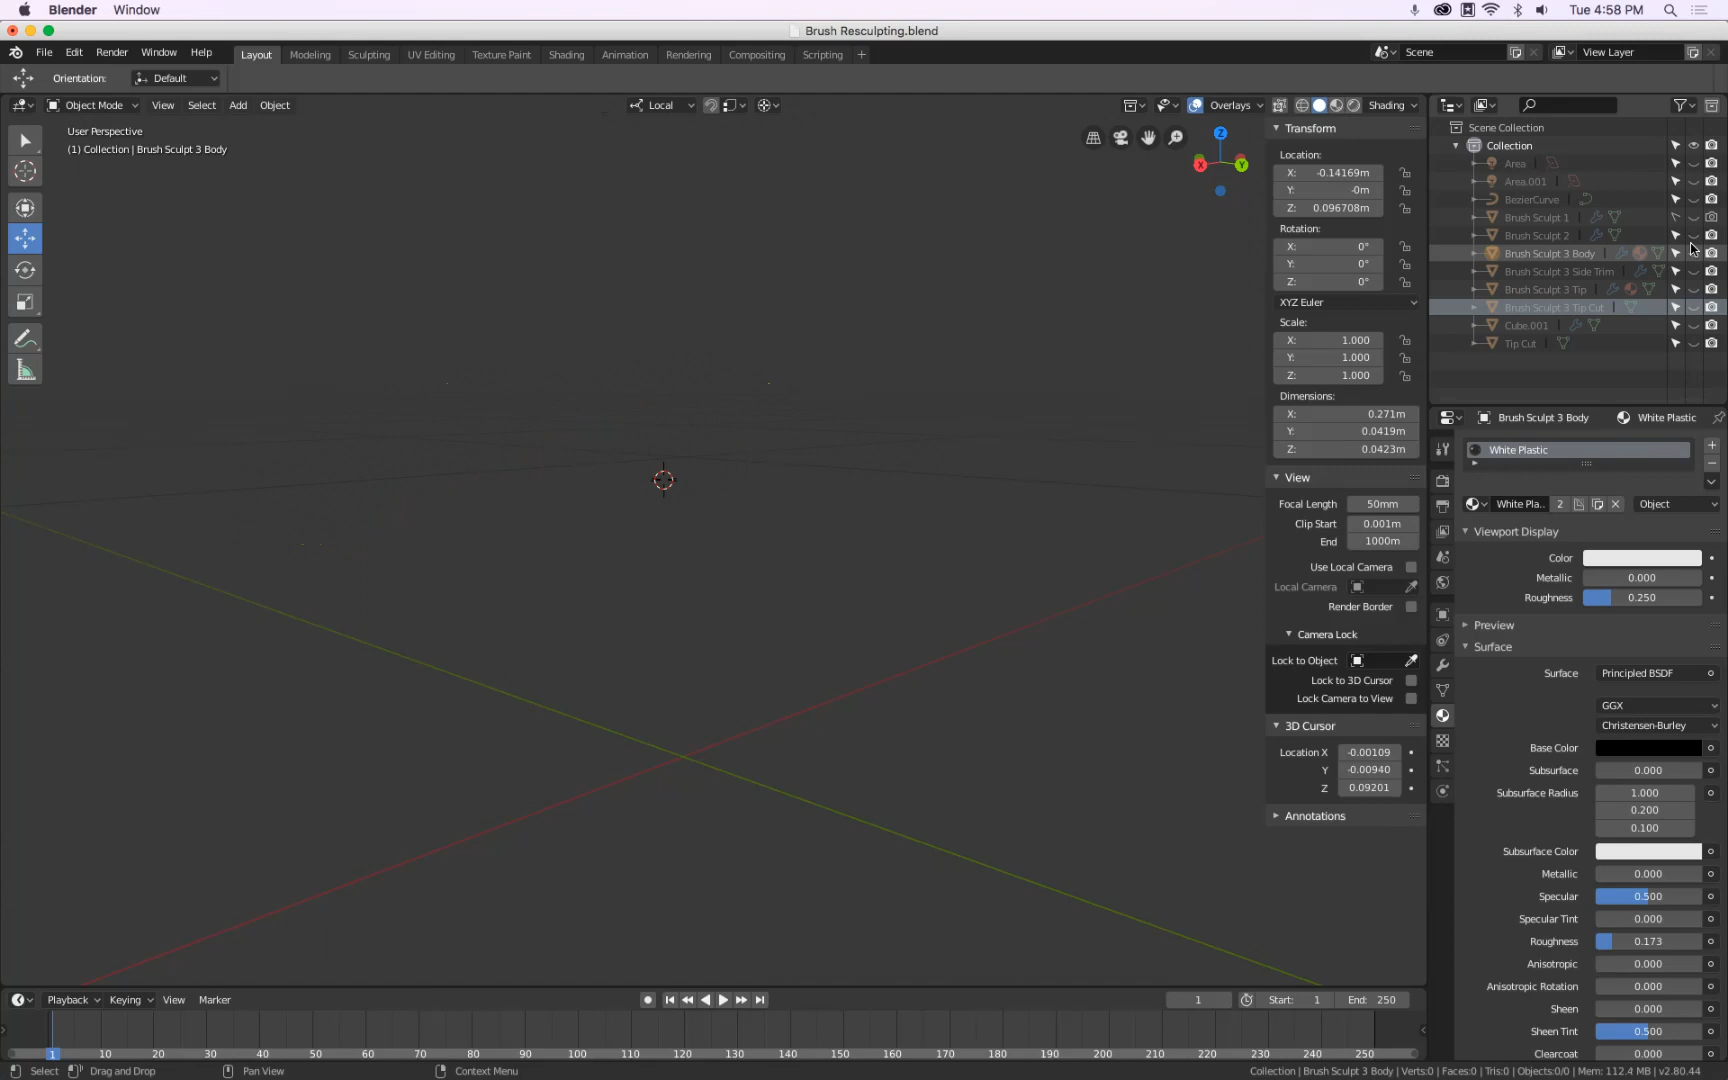 Blender Window Tue 4:58 PM
Brush Resculpting.blend
File Edit Render Window Help Layout Modeling Sculpting UV Editing Texture Paint Shading Animation Rendering Compositing Scripting + Scene View Layer
Orientation: Default
Object Mode View Select Add Object Local Overlays Shading
User Perspective
(1) Collection | Brush Sculpt 3 Body
Z
X
Y
Transform
Location:
X: -0.14169m
Y: -0m
Z: 0.096708m
Rotation:
X: 0°
Y: 0°
Z: 0°
XYZ Euler
Scale:
X: 1.000
Y: 1.000
Z: 1.000
Dimensions:
X: 0.271m
Y: 0.0419m
Z: 0.0423m
View
Focal Length 50mm
Clip Start 0.001m
End 1000m
Use Local Camera
Local Camera
Render Border
Camera Lock
Lock to Object
Lock to 3D Cursor
Lock Camera to View
3D Cursor
Location X -0.00109
Y -0.00940
Z 0.09201
Annotations
Scene Collection
Collection
Area
Area.001
BezierCurve
Brush Sculpt 1
Brush Sculpt 2
Brush Sculpt 3 Body
Brush Sculpt 3 Side Trim
Brush Sculpt 3 Tip
Brush Sculpt 3 Tip Cut
Cube.001
Tip Cut
Brush Sculpt 3 Body White Plastic
White Plastic
White Pla.. 2 Object
Viewport Display
Color
Metallic 0.000
Roughness 0.250
Preview
Surface
Surface Principled BSDF
GGX
Christensen-Burley
Base Color
Subsurface 0.000
Subsurface Radius 1.000
0.200
0.100
Subsurface Color
Metallic 0.000
Specular 0.500
Specular Tint 0.000
Roughness 0.173
Anisotropic 0.000
Anisotropic Rotation 0.000
Sheen 0.000
Sheen Tint 0.500
Clearcoat 0.000
Playback Keying View Marker 1 Start: 1 End: 250
1 10 20 30 40 50 60 70 80 90 100 110 120 130 140 150 160 170 180 190 200 210 220 230 240 250
Select Drag and Drop Pan View Context Menu Collection | Brush Sculpt 3 Body | Verts:0 | Faces:0 | Tris:0 | Objects:0/0 | Mem: 112.4 MB | v2.80.44